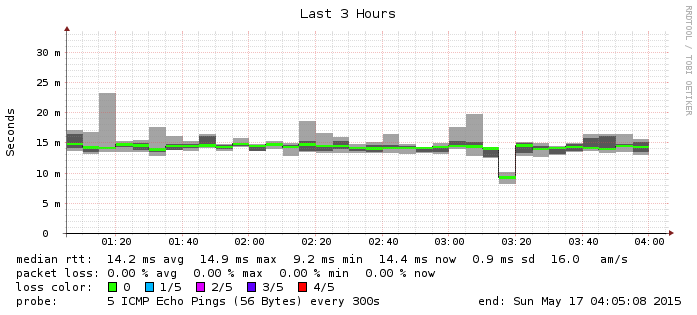 Last 3 Hours
RRDTOOL / TOBI OETIKER
Seconds
30 m
25 m
20 m
15 m
10 m
5 m
0
01:20 01:40 02:00 02:20 02:40 03:00 03:20 03:40 04:00
median rtt: 14.2 ms avg 14.9 ms max 9.2 ms min 14.4 ms now 0.9 ms sd 16.0 am/s
packet loss: 0.00 % avg 0.00 % max 0.00 % min 0.00 % now
loss color: 0 1/5 2/5 3/5 4/5
probe: 5 ICMP Echo Pings (56 Bytes) every 300s end: Sun May 17 04:05:08 2015